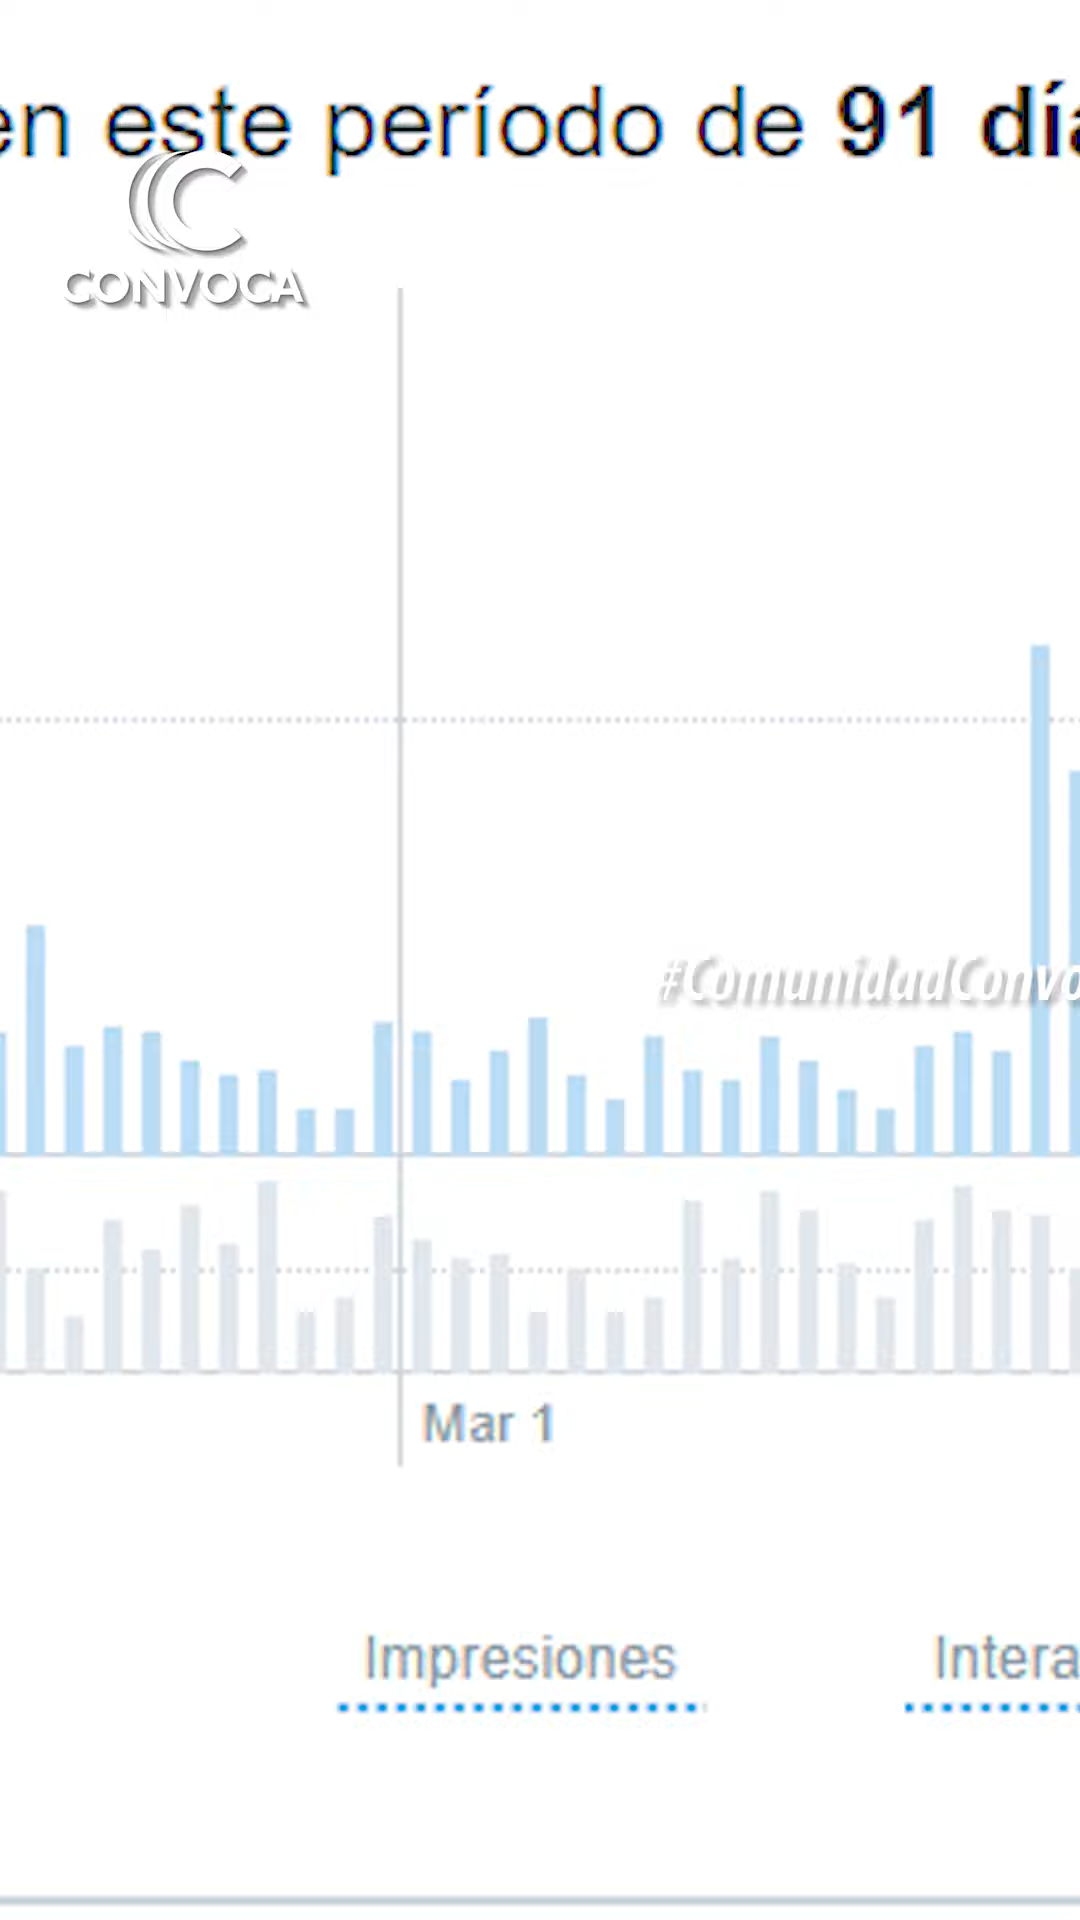 en este período de 91 día
CONVOCA
#ComunidadConvo
Mar 1
Impresiones
Intera